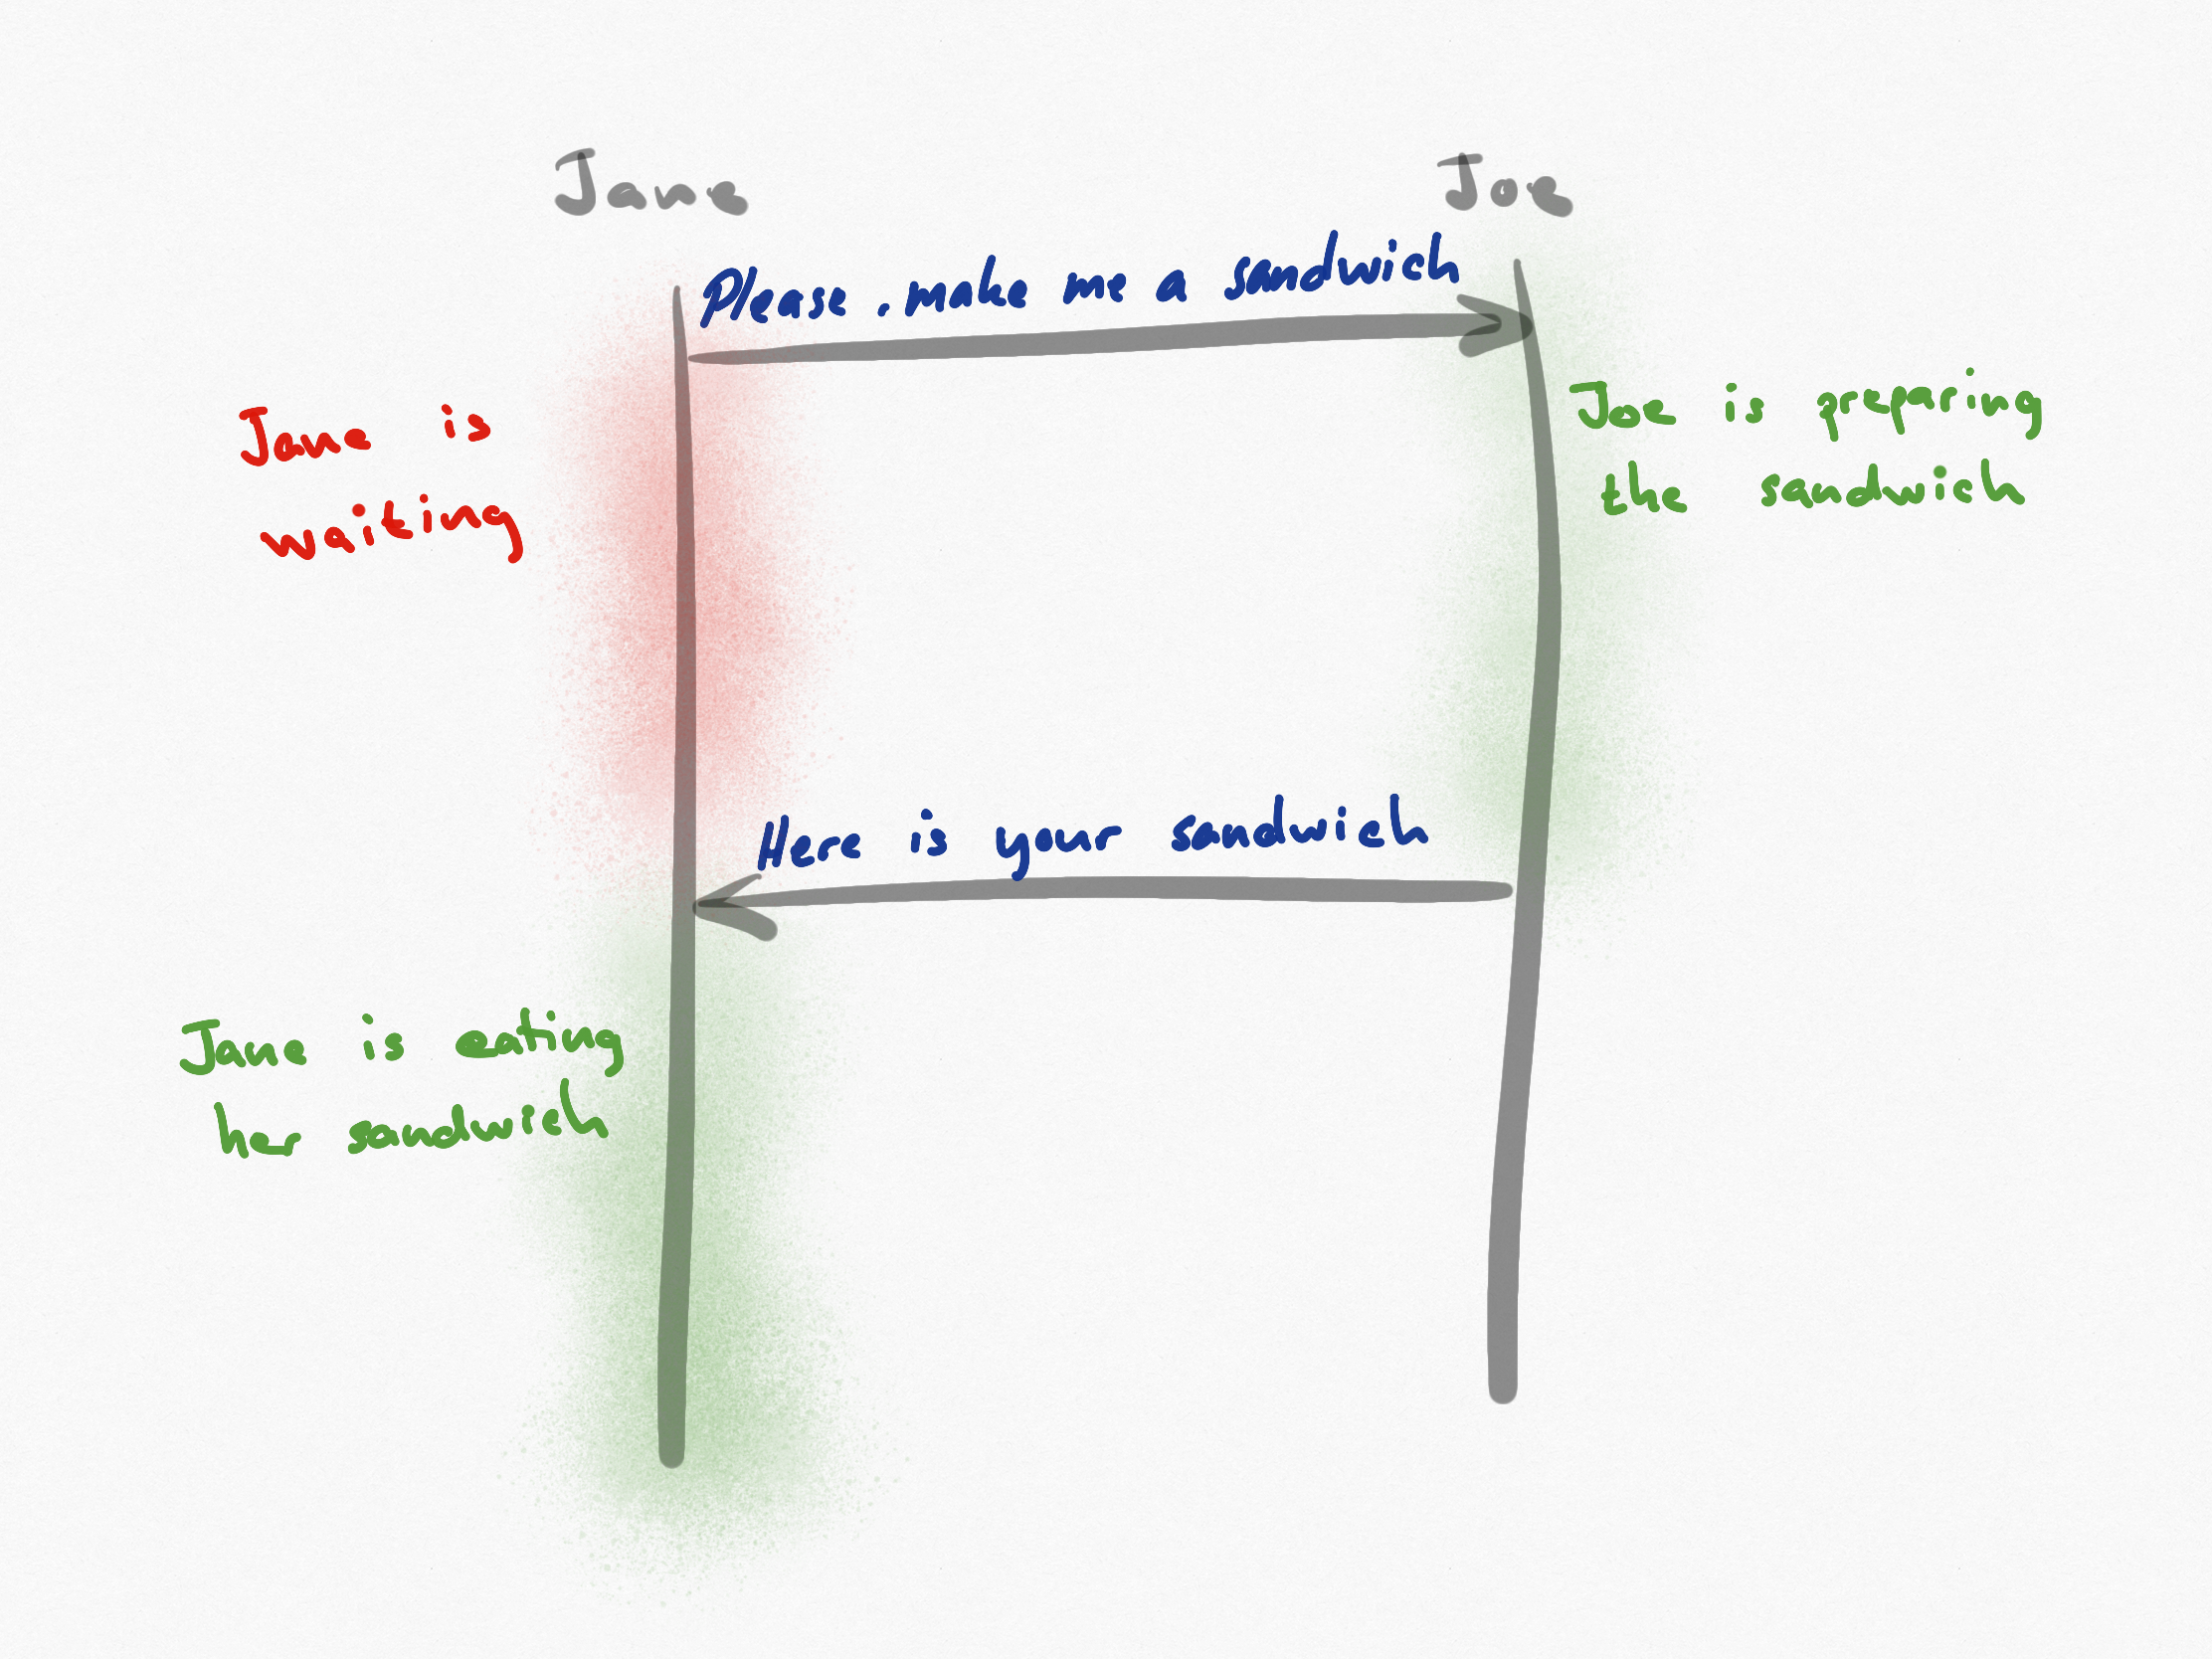 Jane
Joe
Please. make me a sandwich
Jane is
waiting
Joe is preparing
the sandwich
Here is your sandwich
Jane is eating
her sandwich